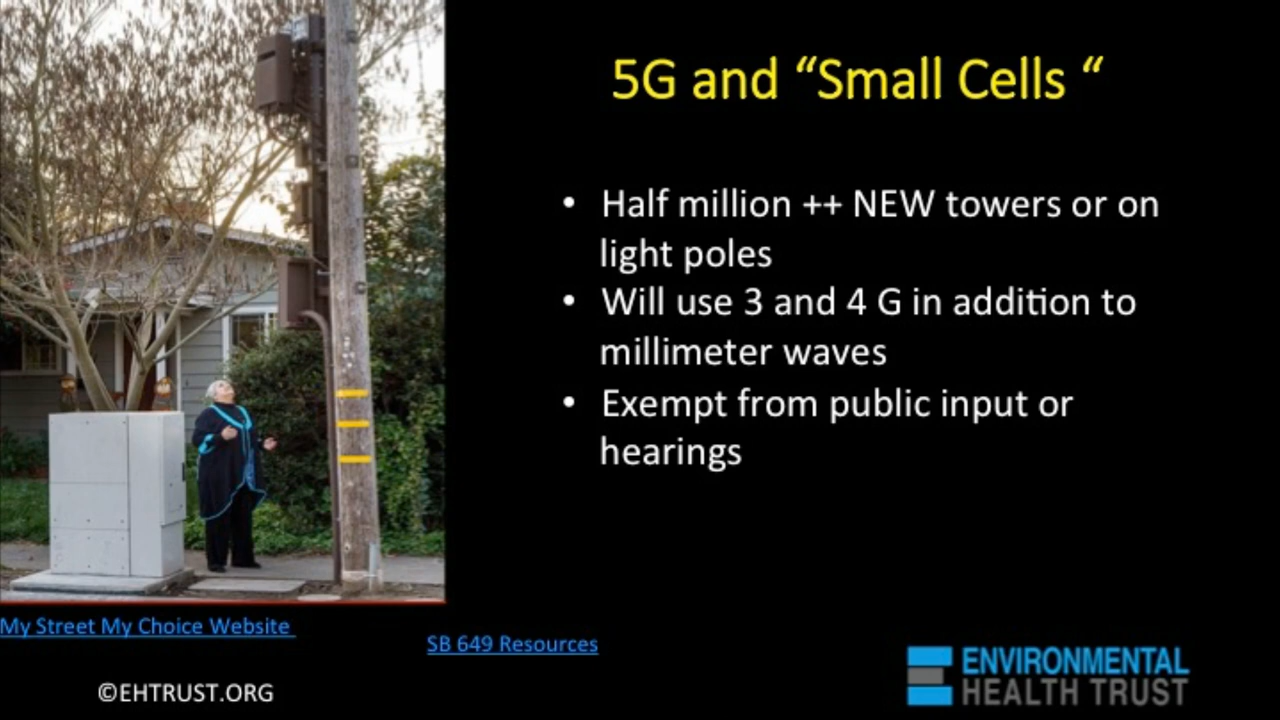 5G and “Small Cells “
• Half million ++ NEW towers or on
light poles
• Will use 3 and 4 G in addition to
millimeter waves
• Exempt from public input or
hearings
My Street My Choice Website
SB 649 Resources
©EHTRUST.ORG
ENVIRONMENTAL
HEALTH TRUST